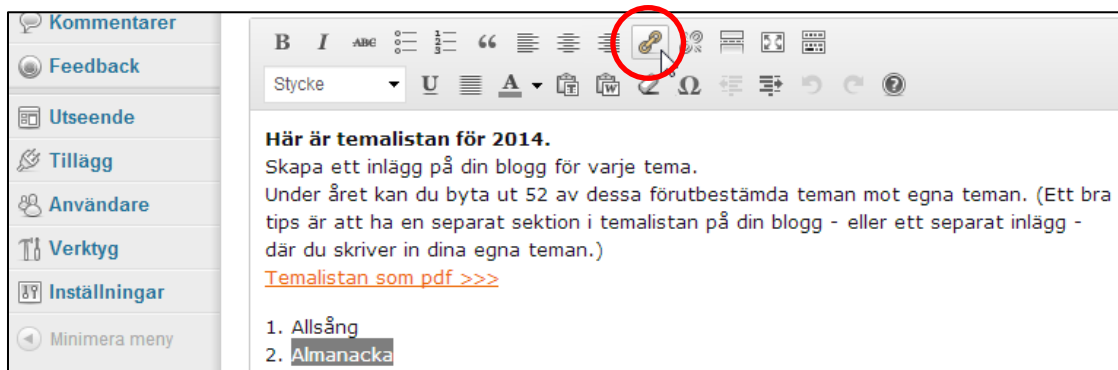 Kommentarer
Feedback
Utseende
Tillägg
Användare
Verktyg
Inställningar
Minimera meny
B I ABC
Stycke U A T W Ω
Här är temalistan för 2014.
Skapa ett inlägg på din blogg för varje tema.
Under året kan du byta ut 52 av dessa förutbestämda teman mot egna teman. (Ett bra
tips är att ha en separat sektion i temalistan på din blogg - eller ett separat inlägg -
där du skriver in dina egna teman.)
Temalistan som pdf >>>
1. Allsång
2. Almanacka